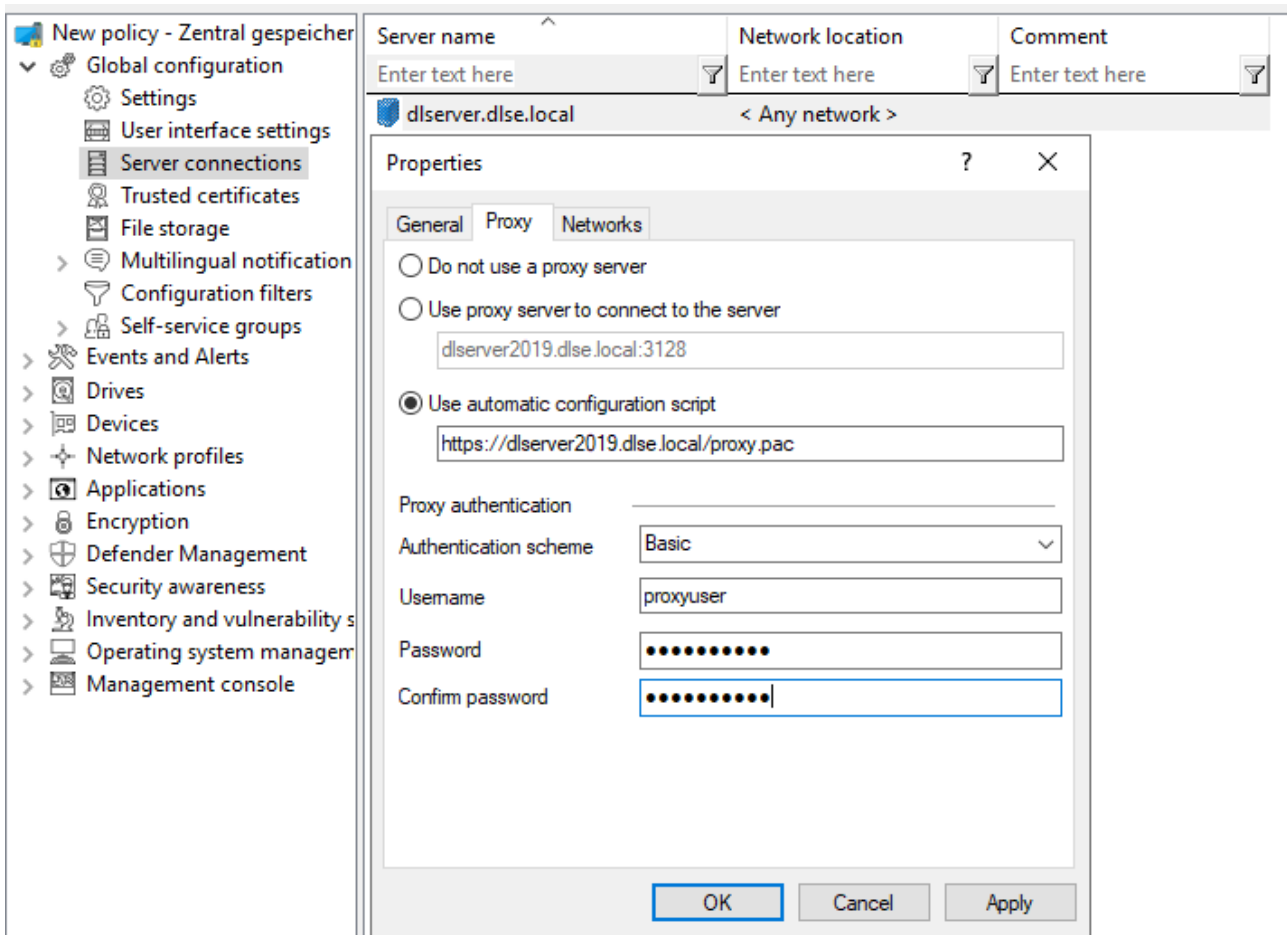 New policy - Zentral gespeicher
Global configuration
Settings
User interface settings
Server connections
Trusted certificates
File storage
Multilingual notification
Configuration filters
Self-service groups
Events and Alerts
Drives
Devices
Network profiles
Applications
Encryption
Defender Management
Security awareness
Inventory and vulnerability s
Operating system managem
Management console
Server name Network location Comment
Enter text here Enter text here Enter text here
dlserver.dlse.local < Any network >
Properties ? ×
General Proxy Networks
Do not use a proxy server
Use proxy server to connect to the server
dlserver2019.dlse.local:3128
Use automatic configuration script
https://dlserver2019.dlse.local/proxy.pac
Proxy authentication
Authentication scheme Basic
Username proxyuser
Password ●●●●●●●●●●
Confirm password ●●●●●●●●●●
OK Cancel Apply